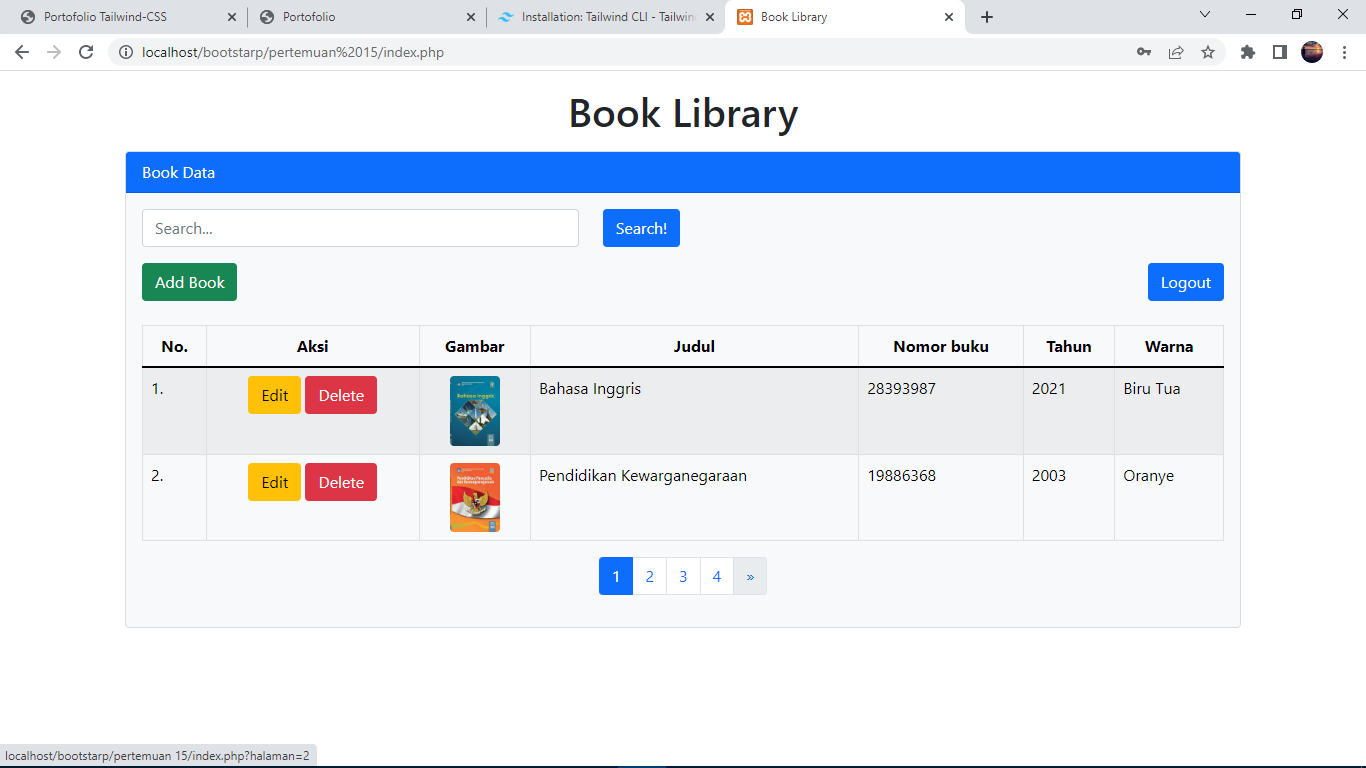 Portofolio Tailwind-CSS
Portofolio
Installation: Tailwind CLI - Tailwin
Book Library
localhost/bootstarp/pertemuan%2015/index.php
Book Library
Book Data
Search...
Search!
Add Book
Logout
No. Aksi Gambar Judul Nomor buku Tahun Warna
1. Edit Delete Bahasa Inggris Bahasa Inggris 28393987 2021 Biru Tua
2. Edit Delete Pendidikan Kewarganegaraan 19886368 2003 Oranye
1 2 3 4 »
localhost/bootstarp/pertemuan 15/index.php?halaman=2